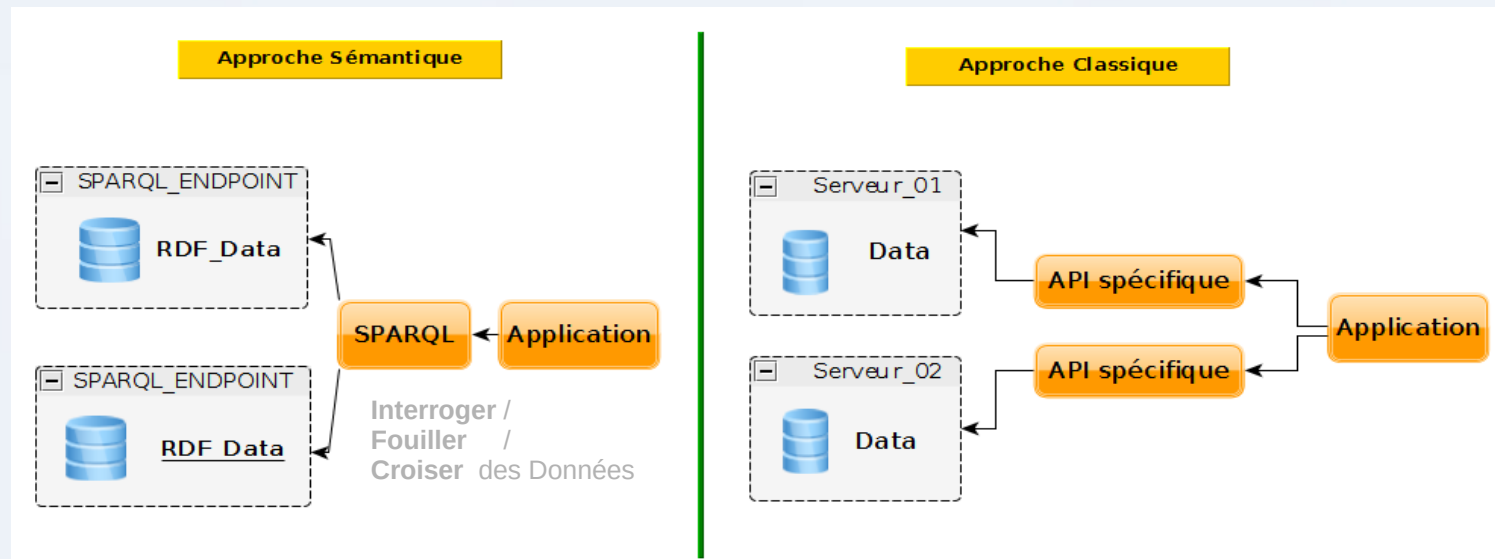 Approche Sémantique
SPARQL_ENDPOINT
RDF_Data
SPARQL_ENDPOINT
RDF_Data
SPARQL
Application
Interroger /
Fouiller /
Croiser des Données
Approche Classique
Serveur_01
Data
API spécifique
Serveur_02
Data
API spécifique
Application